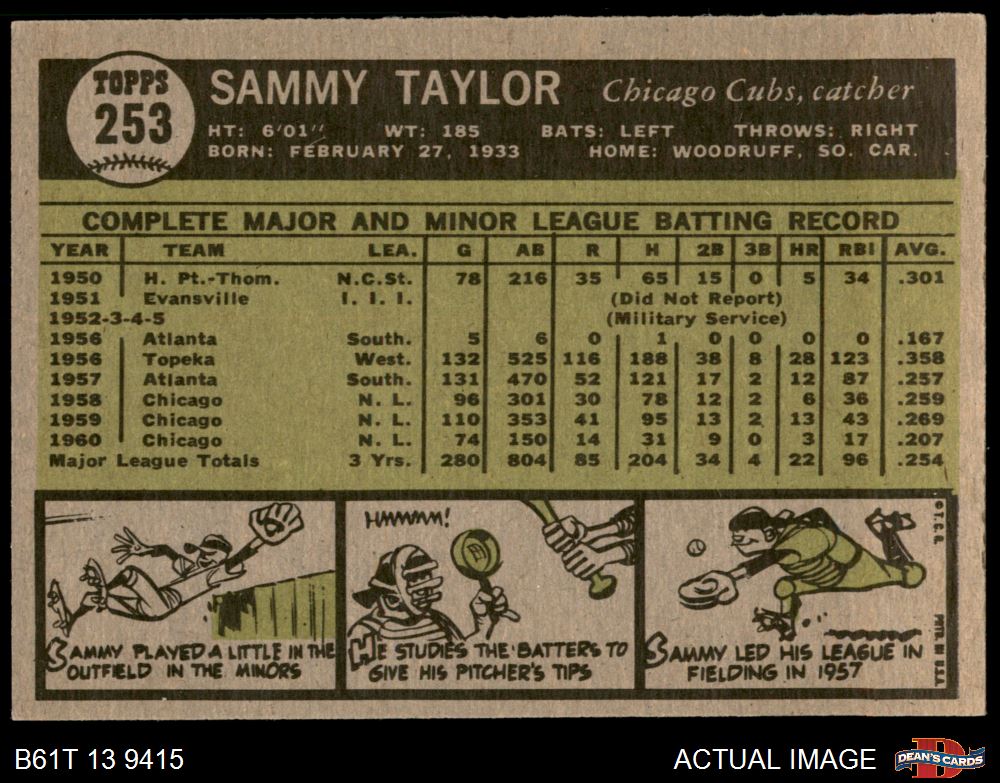 TOPPS
253
SAMMY TAYLOR Chicago Cubs, catcher
HT: 6'01" WT: 185 BATS: LEFT THROWS: RIGHT
BORN: FEBRUARY 27, 1933 HOME: WOODRUFF, SO. CAR.
COMPLETE MAJOR AND MINOR LEAGUE BATTING RECORD
YEAR TEAM LEA. G AB R H 2B 3B HR RBI AVG.
1950 H. Pt.-Thom. N.C.St. 78 216 35 65 15 0 5 34 .301
1951 Evansville I. I. I. (Did Not Report)
1952-3-4-5 (Military Service)
1956 Atlanta South. 5 6 0 1 0 0 0 0 .167
1956 Topeka West. 132 525 116 188 38 8 28 123 .358
1957 Atlanta South. 131 470 52 121 17 2 12 87 .257
1958 Chicago N. L. 96 301 30 78 12 2 6 36 .259
1959 Chicago N. L. 110 353 41 95 13 2 13 43 .269
1960 Chicago N. L. 74 150 14 31 9 0 3 17 .207
Major League Totals 3 Yrs. 280 804 85 204 34 4 22 96 .254
SAMMY PLAYED A LITTLE IN THE
OUTFIELD IN THE MINORS
HMMMM!
HE STUDIES THE BATTERS TO
GIVE HIS PITCHER'S TIPS
SAMMY LED HIS LEAGUE IN
FIELDING IN 1957
© T. C. G.
PRTD. IN U.S.A.
B61T 13 9415
ACTUAL IMAGE
DEAN'S CARDS